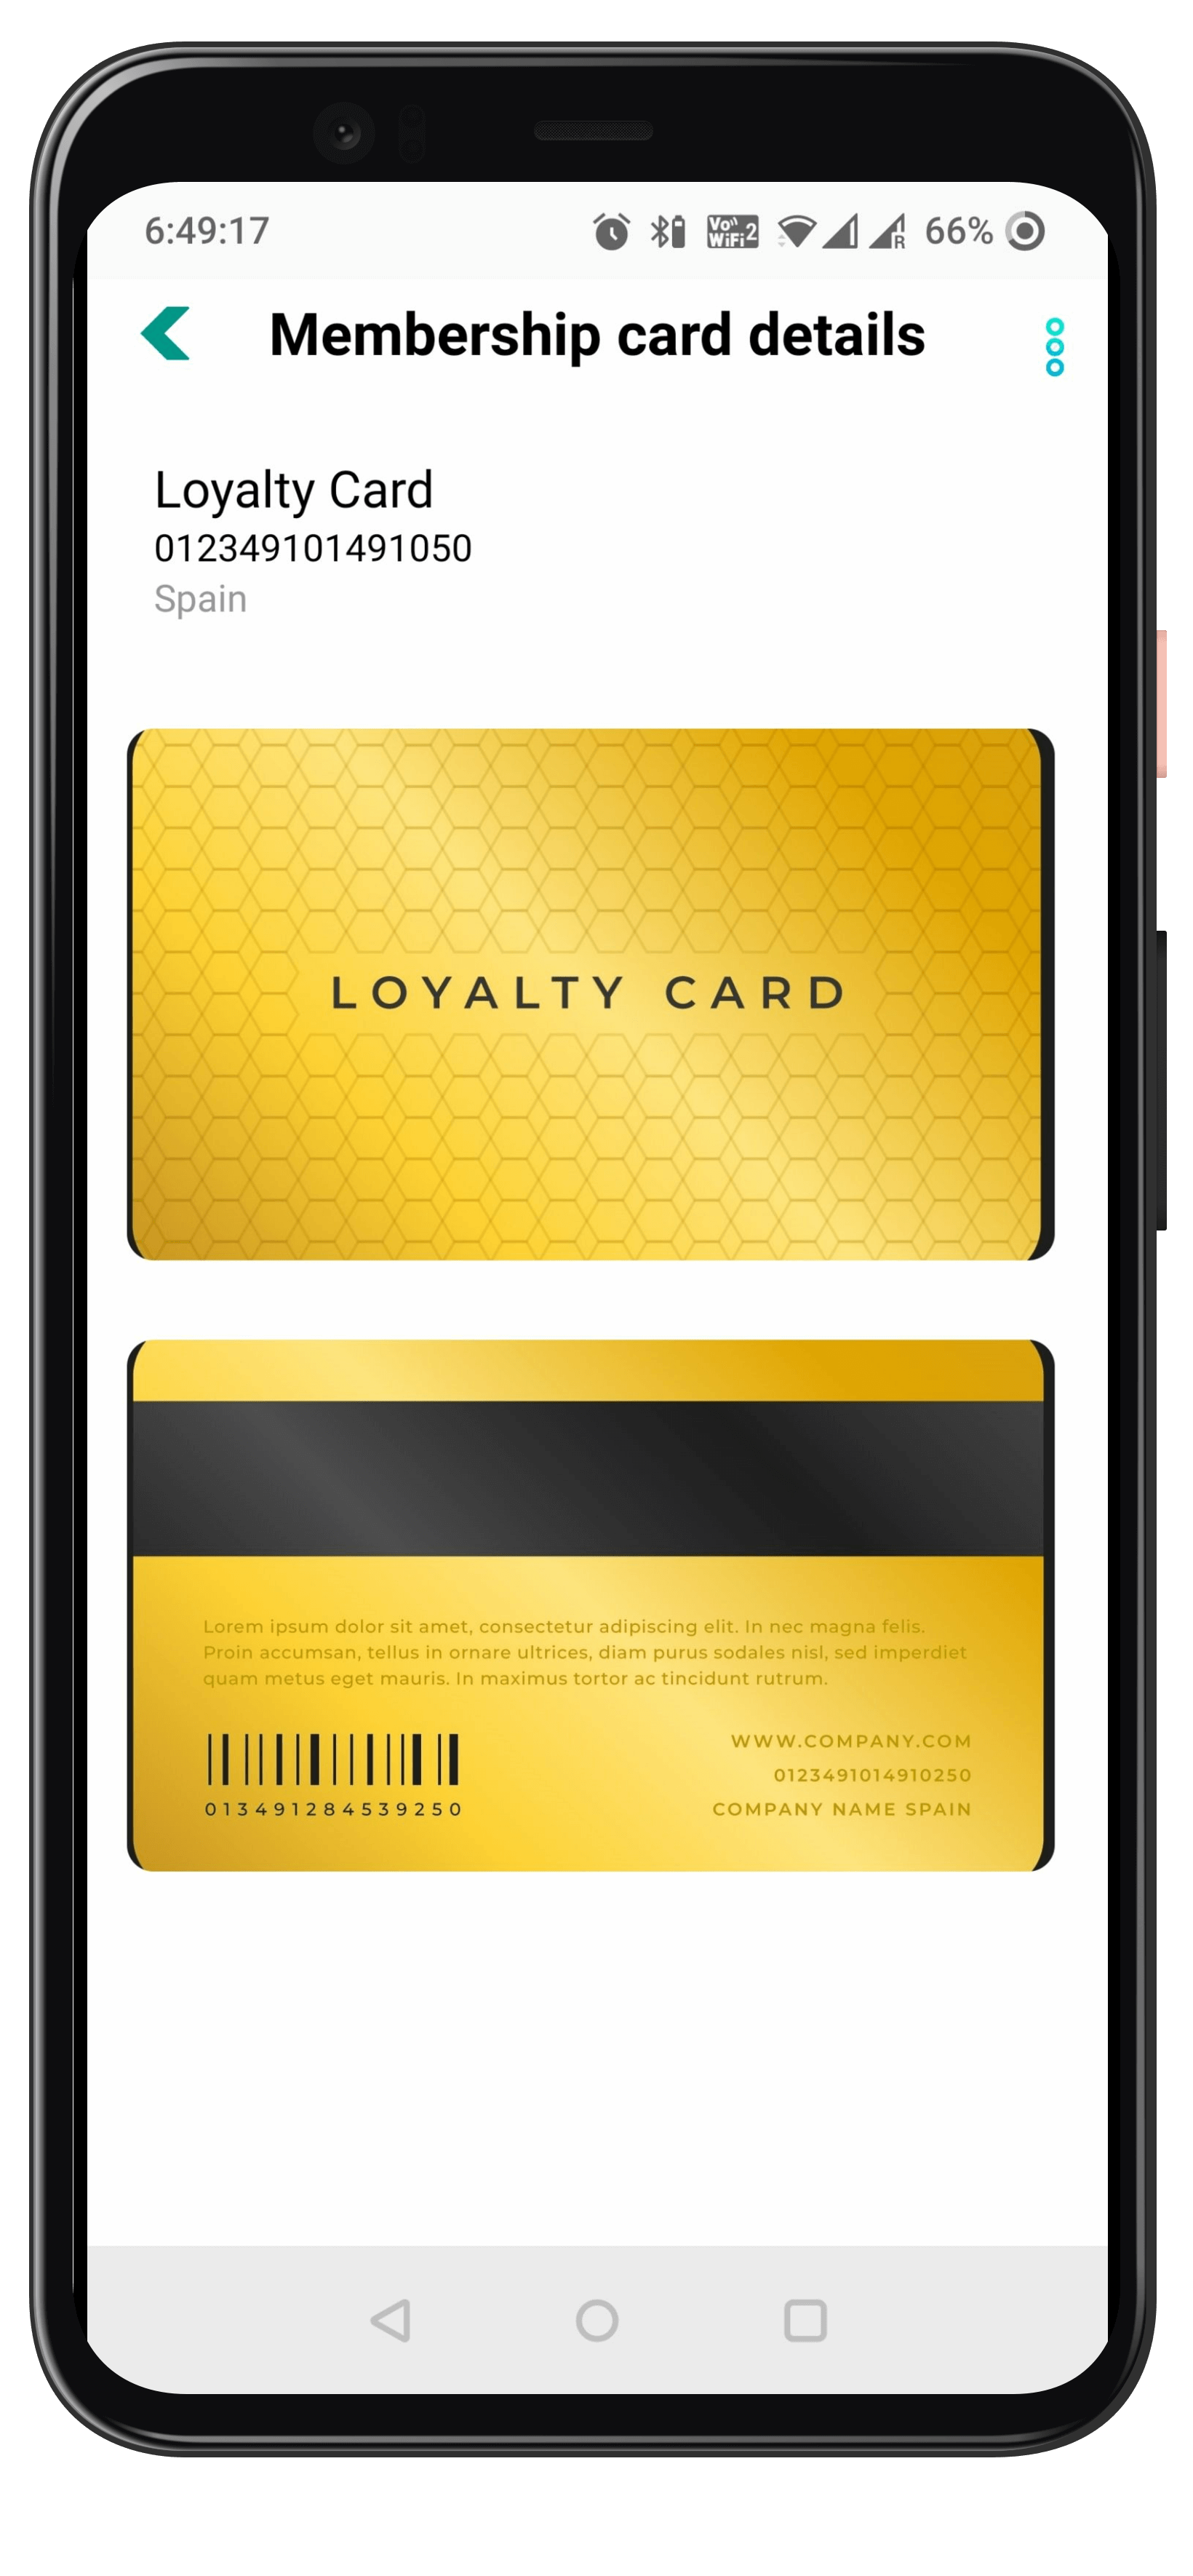 6:49:17
Vo))
WiFi 2
R
66%
Membership card details
Loyalty Card
012349101491050
Spain
LOYALTY CARD
Lorem ipsum dolor sit amet, consectetur adipiscing elit. In nec magna felis.
Proin accumsan, tellus in ornare ultrices, diam purus sodales nisl, sed imperdiet
quam metus eget mauris. In maximus tortor ac tincidunt rutrum.
WWW.COMPANY.COM
0123491014910250
013491284539250
COMPANY NAME SPAIN